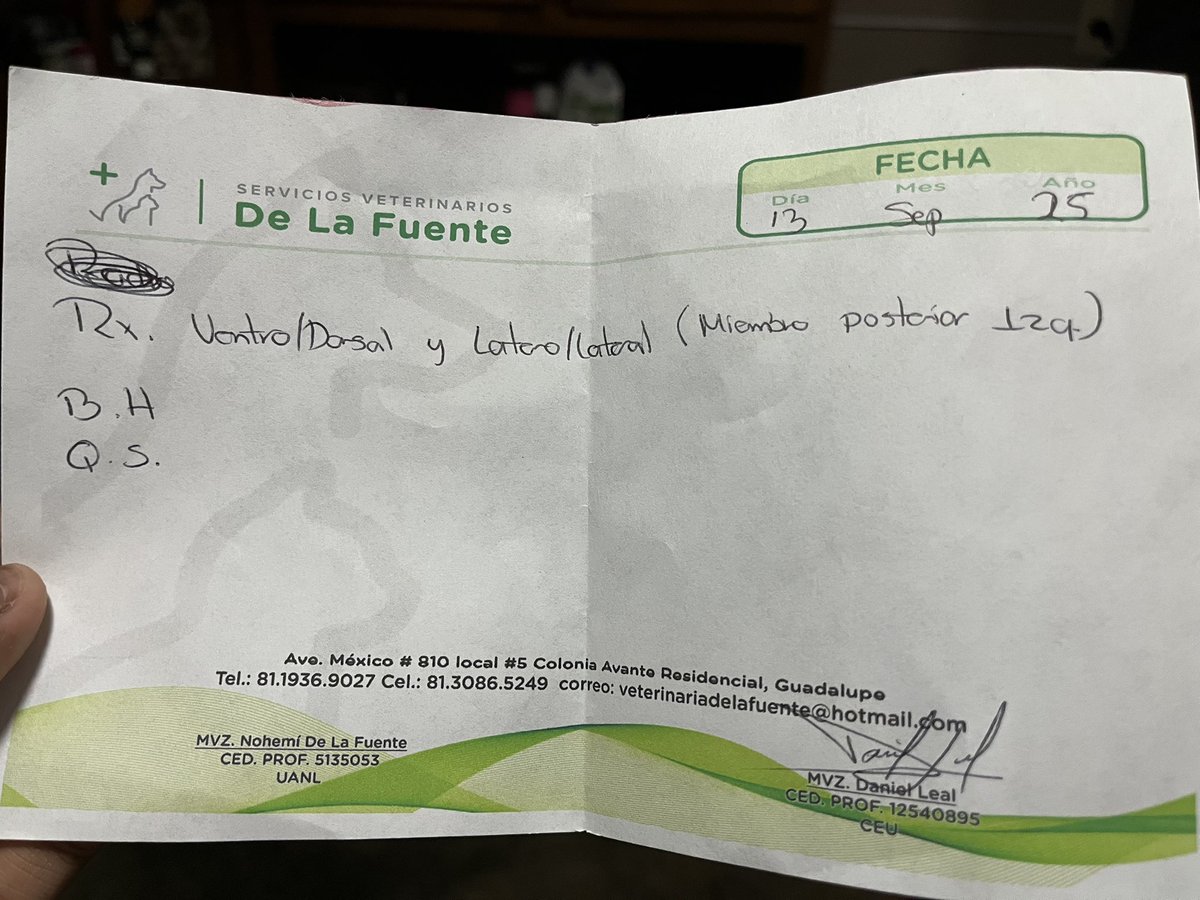 SERVICIOS VETERINARIOS
De La Fuente
FECHA
Día Mes Año
13 Sep 25
Rx. Ventro/Dorsal y Latero/Lateral (Miembro posterior Izq.)
B.H
Q.S.
Ave. México # 810 local #5 Colonia Avante Residencial, Guadalupe
Tel.: 81.1936.9027 Cel.: 81.3086.5249 correo: veterinariadelafuente@hotmail.com
MVZ. Nohemí De La Fuente
CED. PROF. 5135053
UANL
MVZ. Daniel Leal
CED. PROF. 12540895
CEU